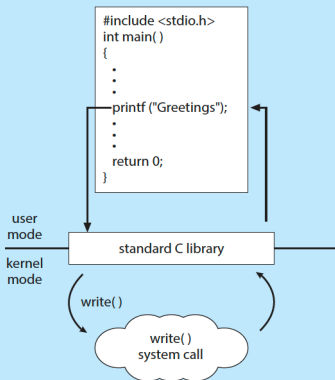 #include <stdio.h>
int main( )
{
•
•
•
printf ("Greetings");
•
•
•
return 0;
}
user
mode
standard C library
kernel
mode
write( )
write( )
system call